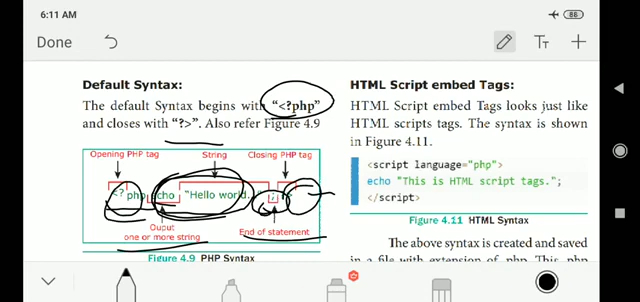 6:11 AM
88
Done
Default Syntax:
The default Syntax begins with “<?php”
and closes with “?>”. Also refer Figure 4.9
Opening PHP tag String Closing PHP tag
<? php echo "Hello world..." ;
Ouput
one or more string
End of statement
Figure 4.9 PHP Syntax
HTML Script embed Tags:
HTML Script embed Tags looks just like
HTML scripts tags. The syntax is shown
in Figure 4.11.
<script language="php">
echo "This is HTML script tags.";
</script>
Figure 4.11 HTML Syntax
The above syntax is created and saved
in a file with extension of .php. This php